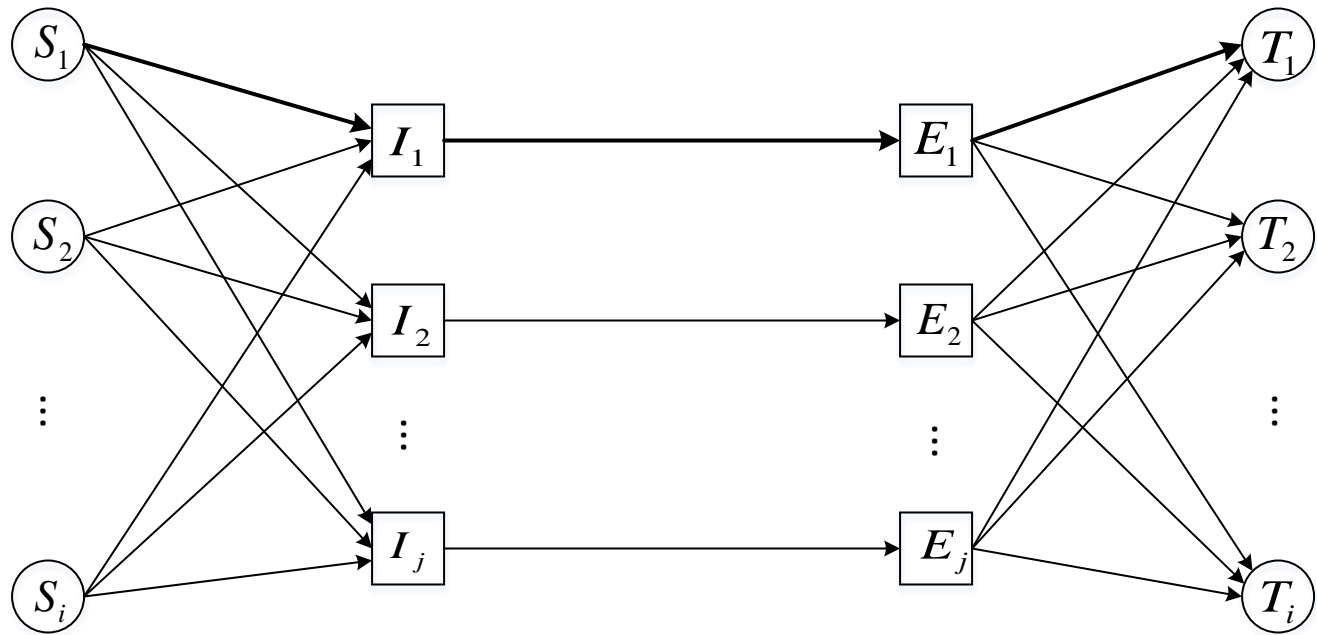 S₁
I₁
E₁
T₁
S₂
I₂
E₂
T₂
⋮
⋮
⋮
⋮
Sᵢ
Iⱼ
Eⱼ
Tᵢ